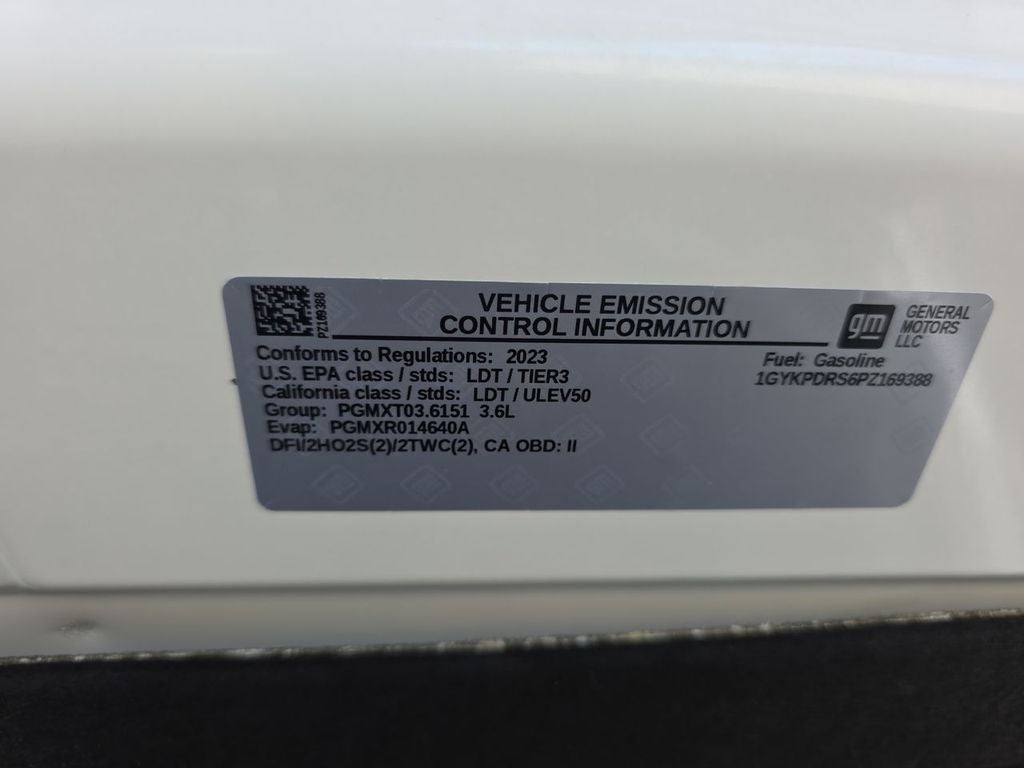 PZ169388
VEHICLE EMISSION
CONTROL INFORMATION
gm
GENERAL
MOTORS
LLC
Conforms to Regulations: 2023
U.S. EPA class / stds: LDT / TIER3
California class / stds: LDT / ULEV50
Group: PGMXT03.6151 3.6L
Evap: PGMXR014640A
DFI/2HO2S(2)/2TWC(2), CA OBD: II
Fuel: Gasoline
1GYKPDRS6PZ169388